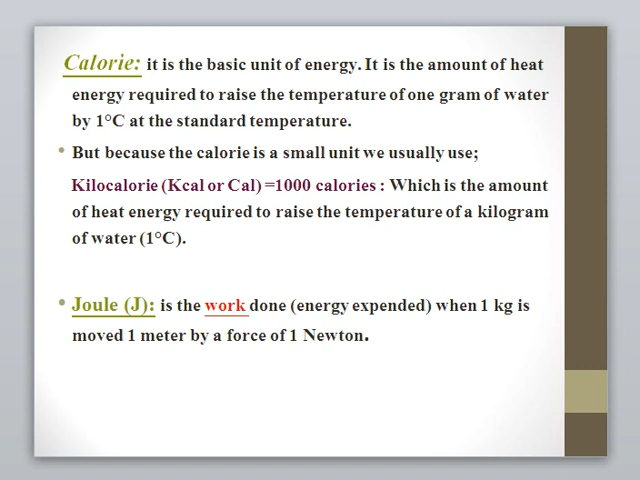 Calorie: it is the basic unit of energy. It is the amount of heat
energy required to raise the temperature of one gram of water
by 1°C at the standard temperature.
• But because the calorie is a small unit we usually use;
Kilocalorie (Kcal or Cal) =1000 calories : Which is the amount
of heat energy required to raise the temperature of a kilogram
of water (1°C).
• Joule (J): is the work done (energy expended) when 1 kg is
moved 1 meter by a force of 1 Newton.